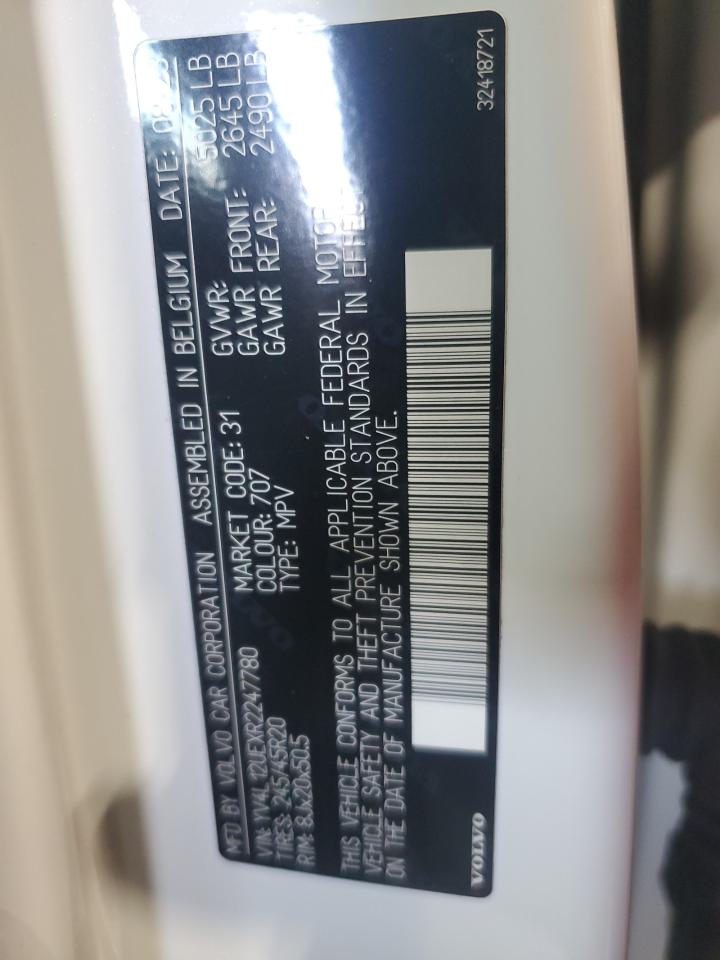 MFD BY VOLVO CAR CORPORATION ASSEMBLED IN BELGIUM DATE:
VIN: YV4L12UEXR2247780 MARKET CODE: 31 GVWR: 5025 LB
TIRES: 245/45R20 COLOUR: 707 GAWR FRONT: 2645 LB
RIM: 8Jx20x50.5 TYPE: MPV GAWR REAR: 2490 LB
THIS VEHICLE CONFORMS TO ALL APPLICABLE FEDERAL MOTOR
VEHICLE SAFETY AND THEFT PREVENTION STANDARDS IN EFFECT
ON THE DATE OF MANUFACTURE SHOWN ABOVE.
VOLVO 32418721